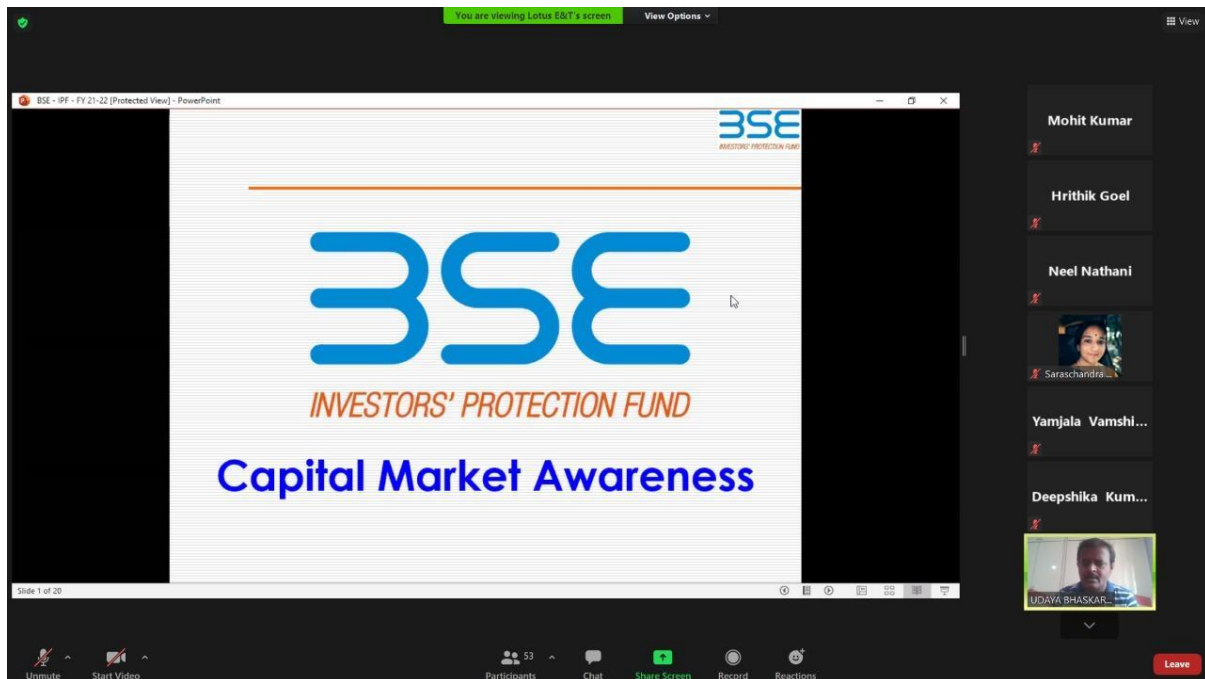 You are viewing Lotus E&T's screen
View Options
View
BSE - IPF - FY 21-22 [Protected View] - PowerPoint
BSE
INVESTORS' PROTECTION FUND
BSE
INVESTORS' PROTECTION FUND
Capital Market Awareness
Slide 1 of 20
Mohit Kumar
Hrithik Goel
Neel Nathani
Saraschandra ...
Yamjala Vamshi...
Deepshika Kum...
UDAYA BHASKAR...
Unmute
Start Video
53
Participants
Chat
Share Screen
Record
Reactions
Leave